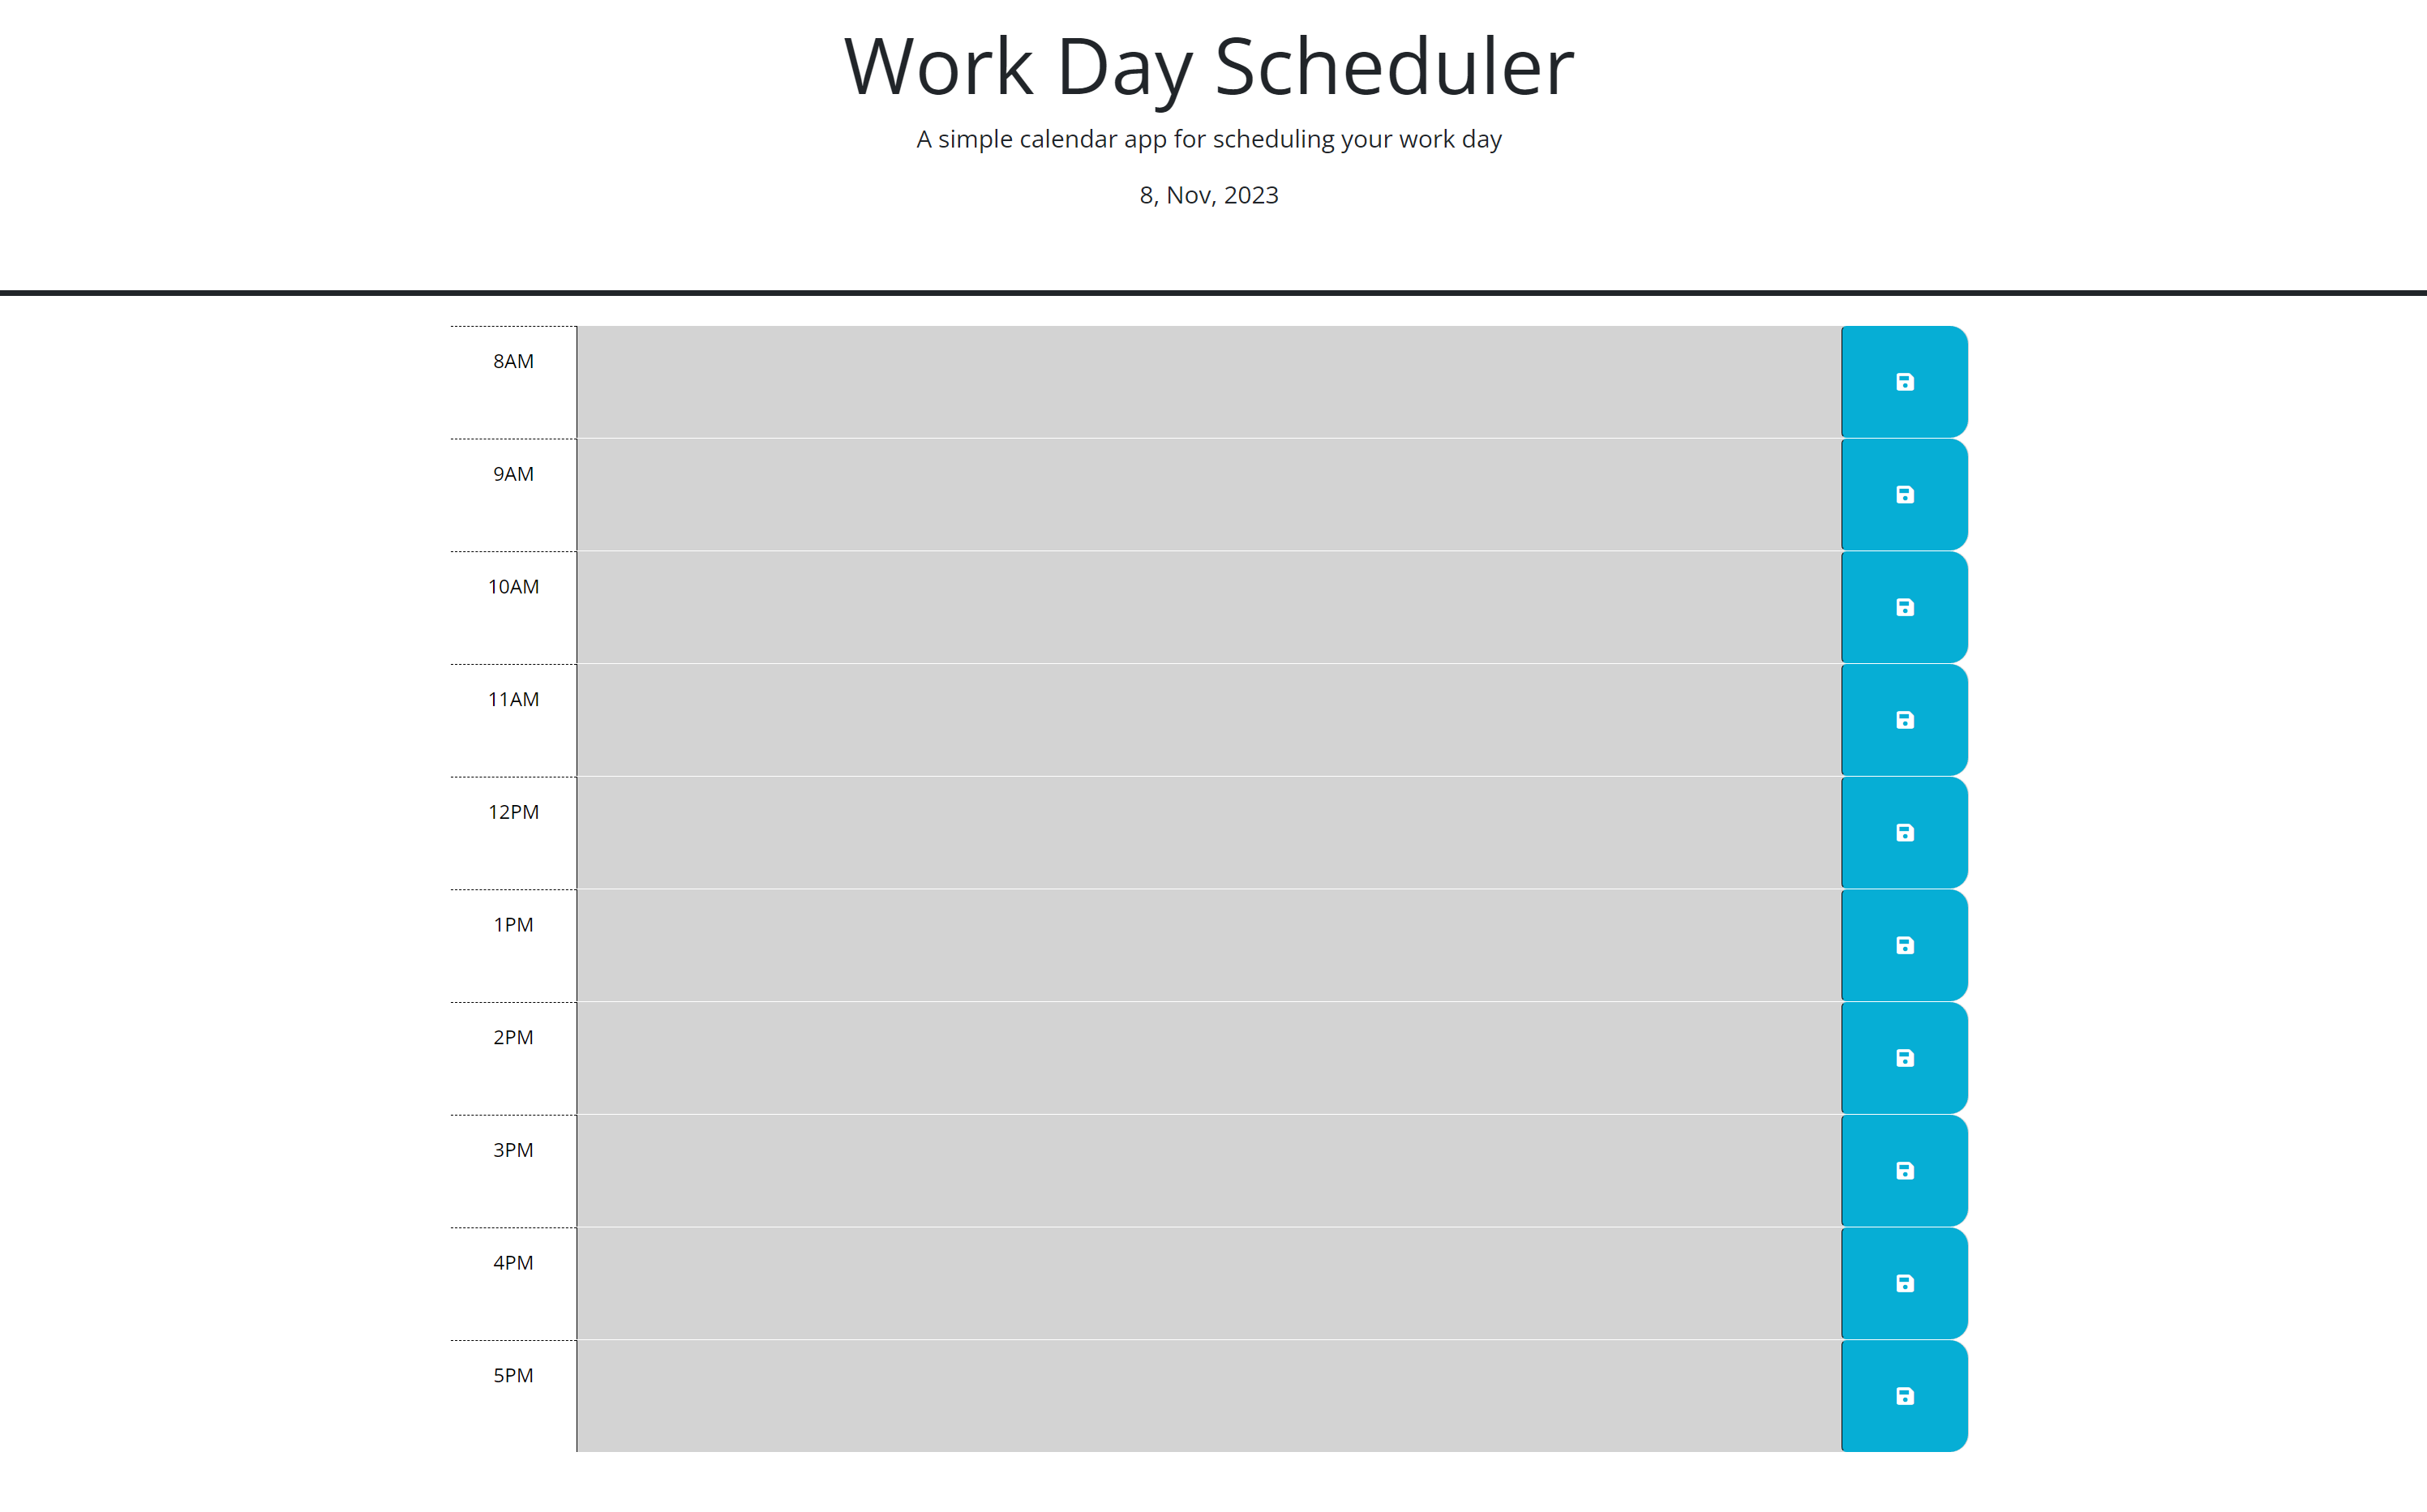 Work Day Scheduler
A simple calendar app for scheduling your work day
8, Nov, 2023
8AM
9AM
10AM
11AM
12PM
1PM
2PM
3PM
4PM
5PM